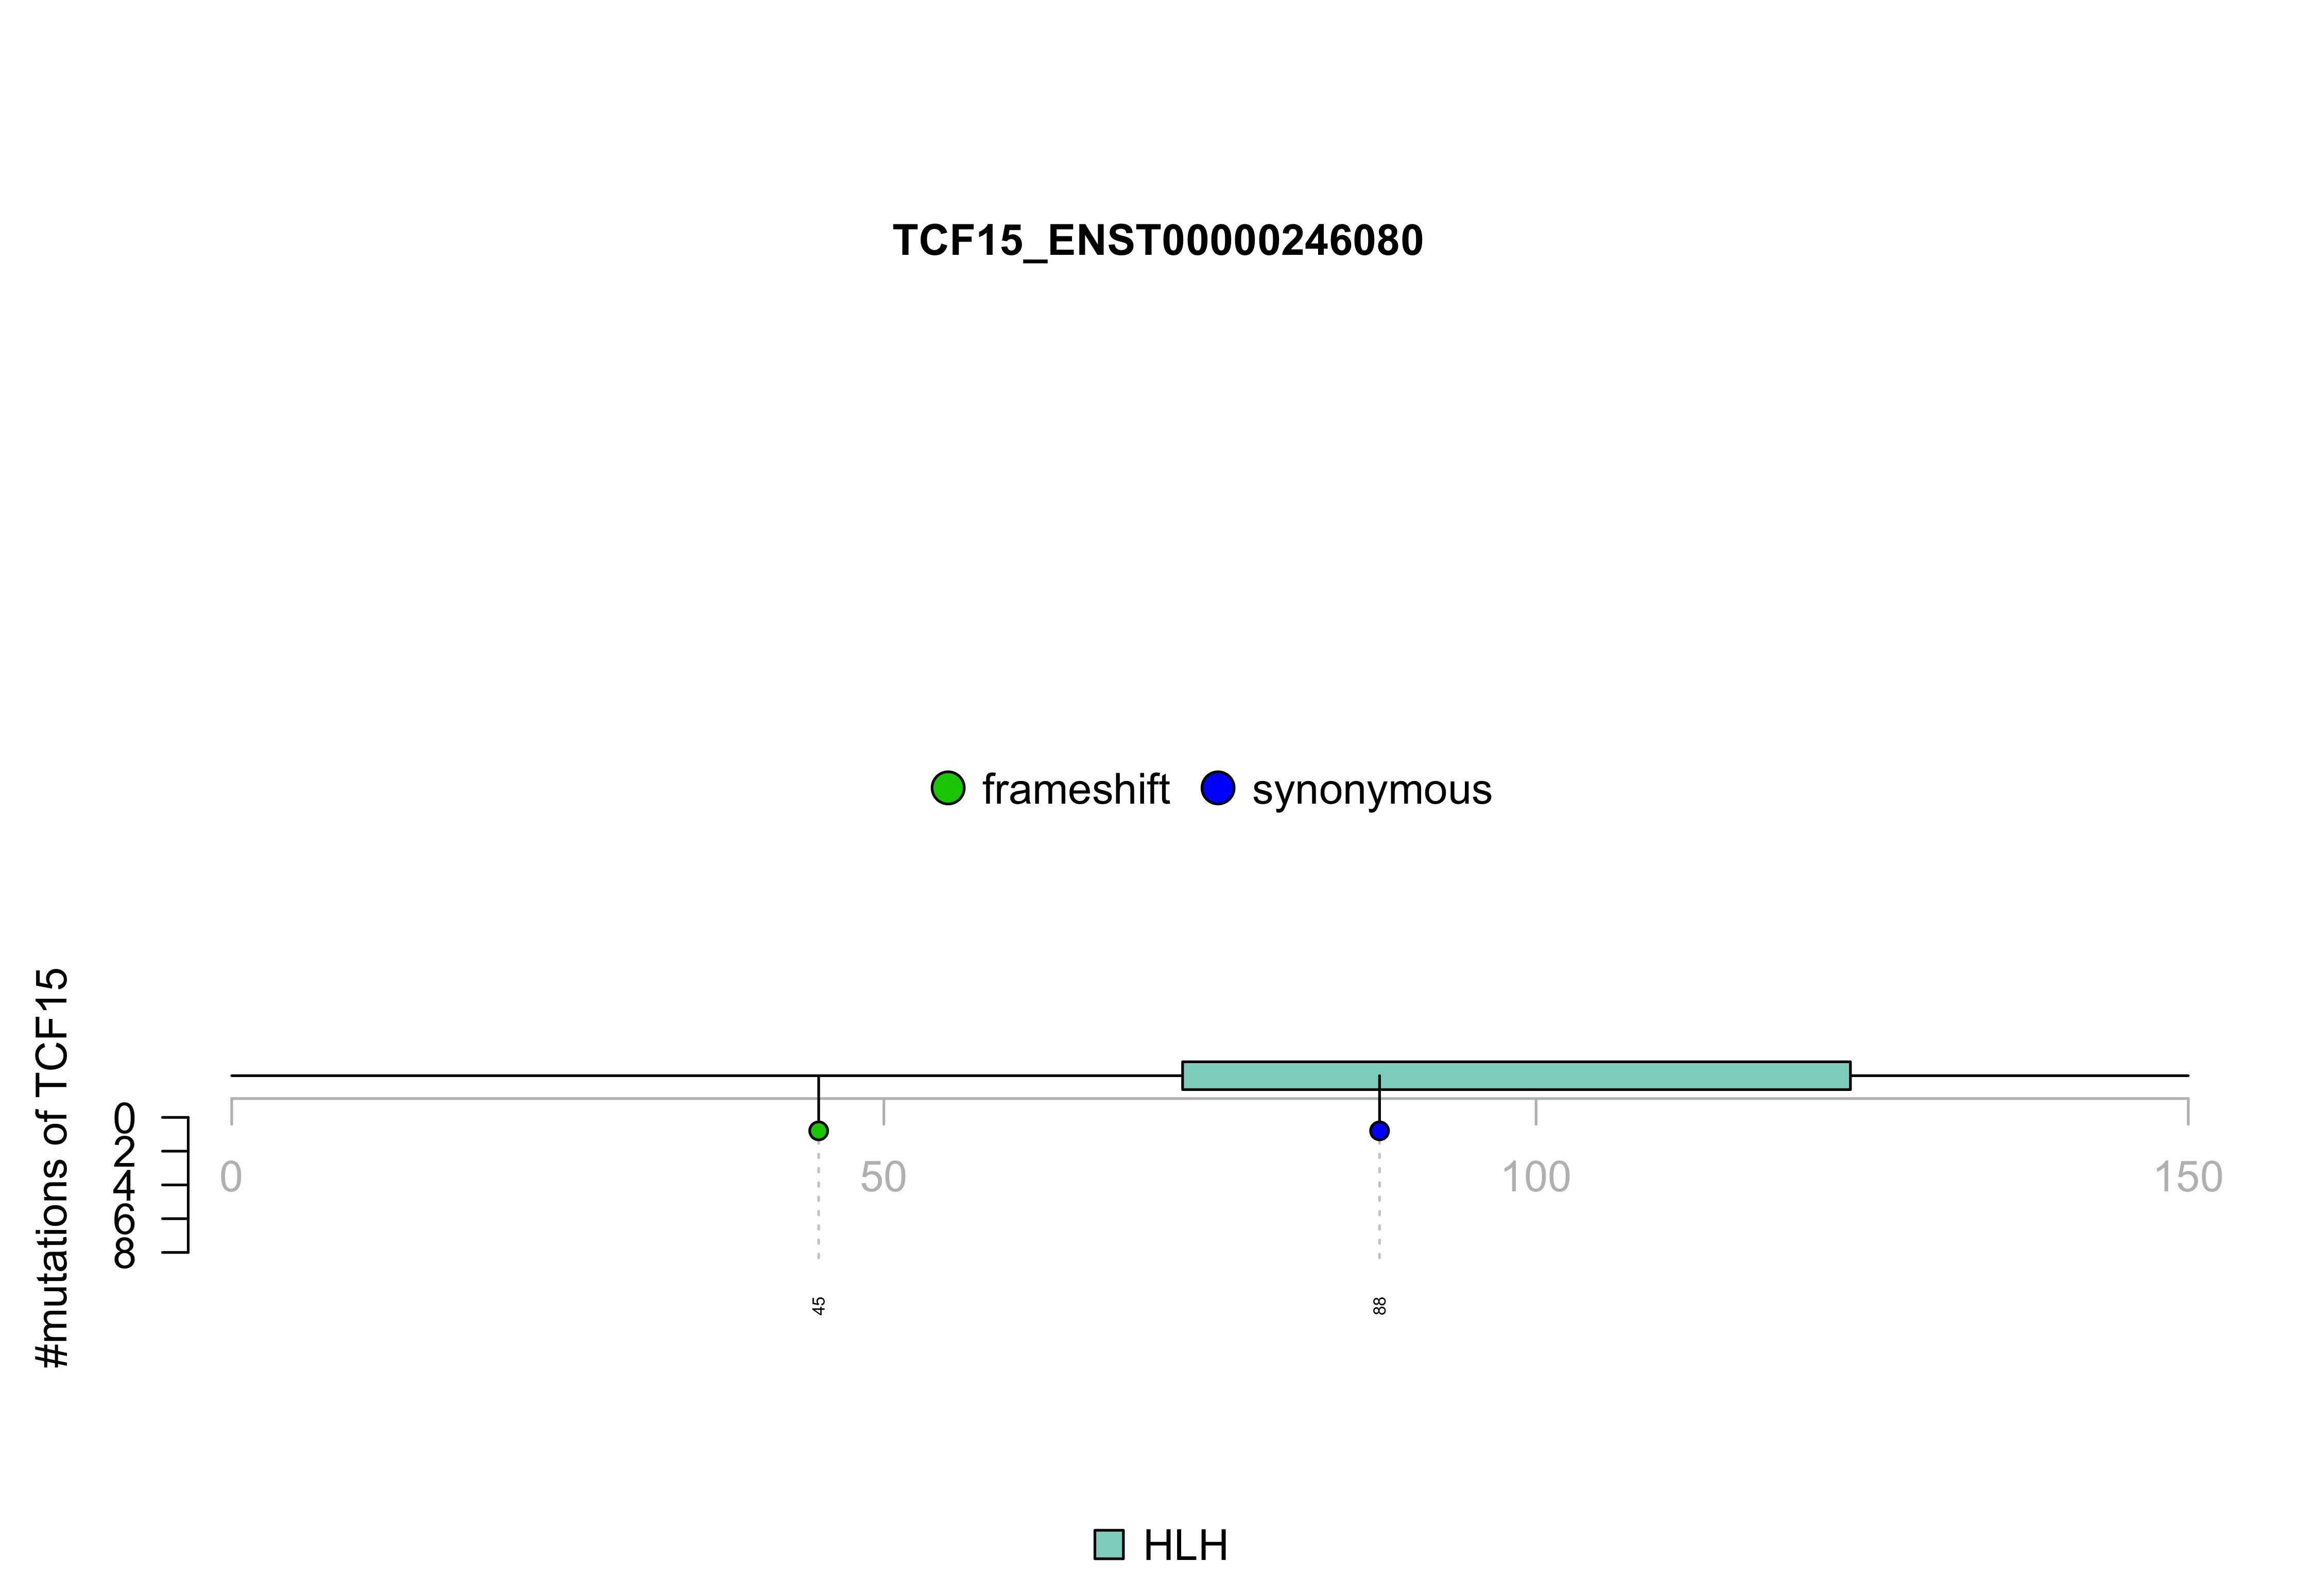 TCF15_ENST00000246080
frameshift synonymous
#mutations of TCF15
0
2
4
6
8
0 50 100 150
45 88
HLH